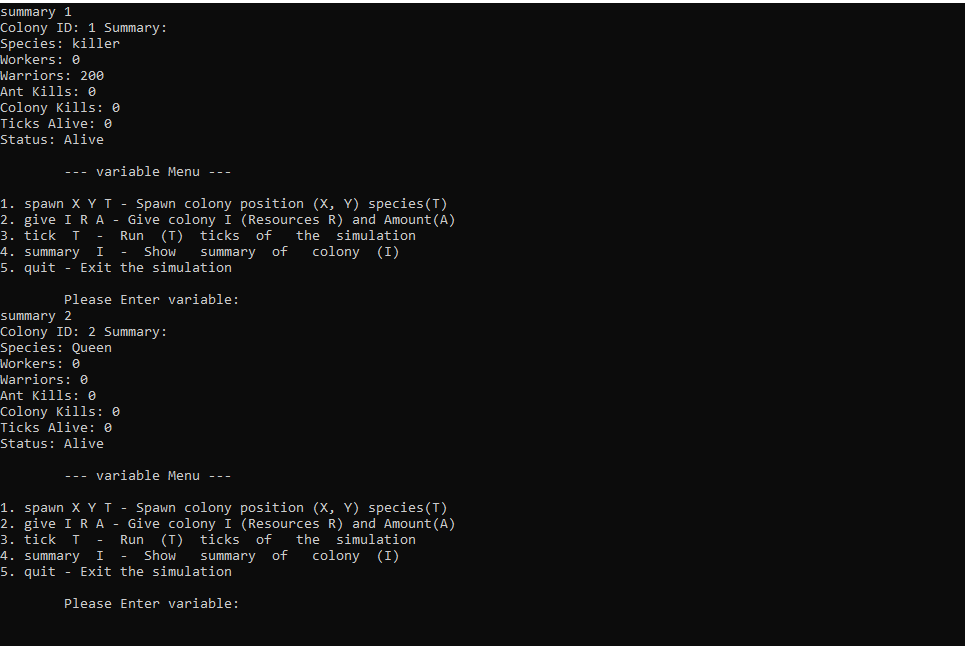 summary 1
Colony ID: 1 Summary:
Species: killer
Workers: 0
Warriors: 200
Ant Kills: 0
Colony Kills: 0
Ticks Alive: 0
Status: Alive
--- variable Menu ---
1. spawn X Y T - Spawn colony position (X, Y) species(T)
2. give I R A - Give colony I (Resources R) and Amount(A)
3. tick  T  -  Run  (T)  ticks  of   the  simulation
4. summary  I  -  Show   summary  of   colony  (I)
5. quit - Exit the simulation
Please Enter variable:
summary 2
Colony ID: 2 Summary:
Species: Queen
Workers: 0
Warriors: 0
Ant Kills: 0
Colony Kills: 0
Ticks Alive: 0
Status: Alive
--- variable Menu ---
1. spawn X Y T - Spawn colony position (X, Y) species(T)
2. give I R A - Give colony I (Resources R) and Amount(A)
3. tick  T  -  Run  (T)  ticks  of   the  simulation
4. summary  I  -  Show   summary  of   colony  (I)
5. quit - Exit the simulation
Please Enter variable: